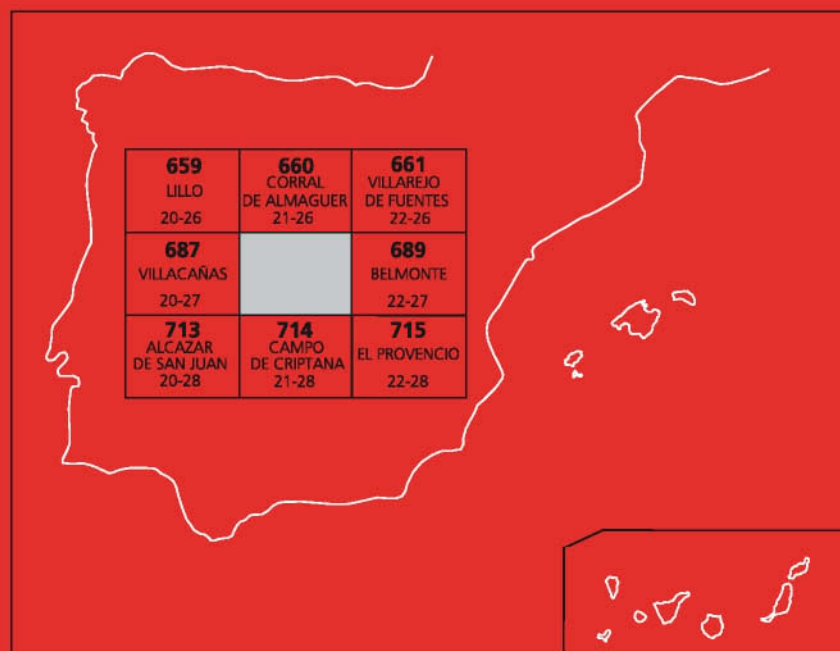 659
LILLO
20-26
660
CORRAL
DE ALMAGUER
21-26
661
VILLAREJO
DE FUENTES
22-26
687
VILLACAÑAS
20-27
689
BELMONTE
22-27
713
ALCAZAR
DE SAN JUAN
20-28
714
CAMPO
DE CRIPTANA
21-28
715
EL PROVENCIO
22-28